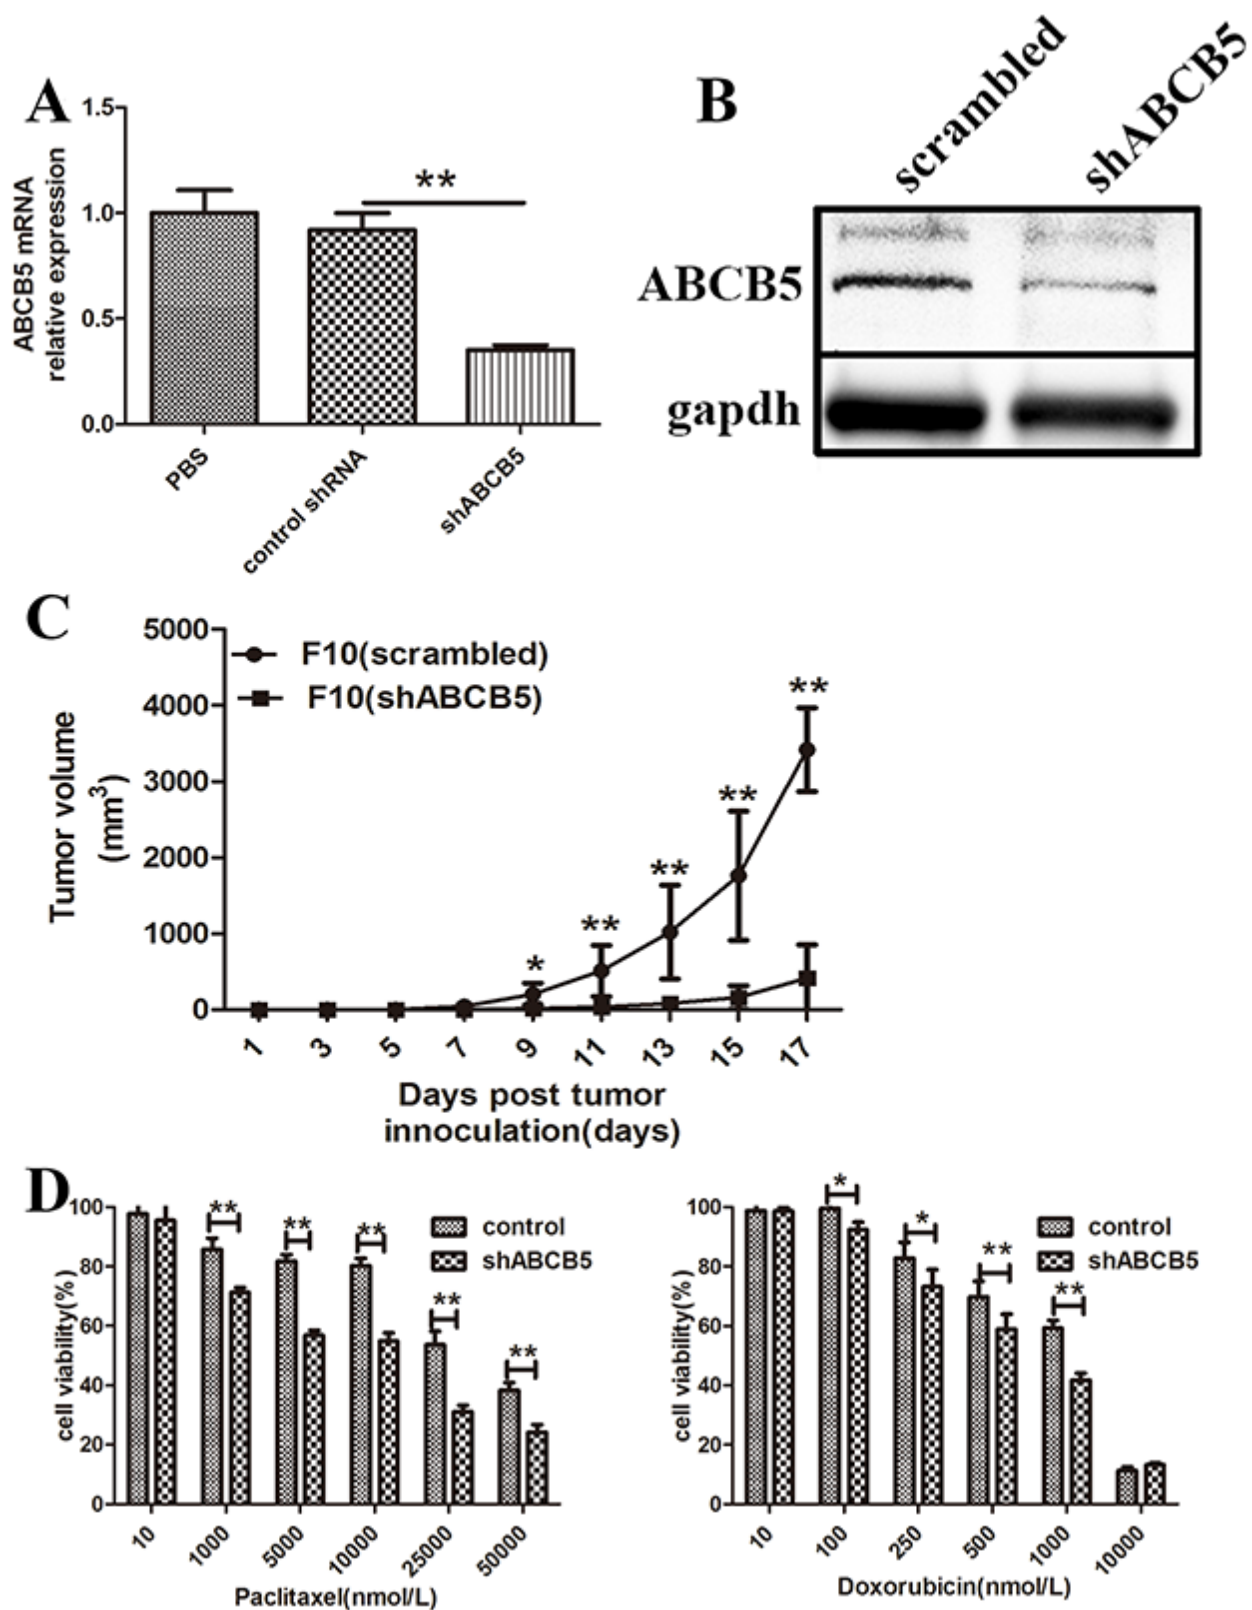 A
ABCB5 mRNA
relative expression
1.5
1.0
0.5
0.0
**
PBS
control shRNA
shABCB5
B
scrambled
shABCB5
ABCB5
gapdh
C
Tumor volume
(mm3)
5000
4000
3000
2000
1000
0
F10(scrambled)
F10(shABCB5)
*
**
**
**
**
1
3
5
7
9
11
13
15
17
Days post tumor
innoculation(days)
D
cell viability(%)
100
80
60
40
20
0
**
**
**
**
**
control
shABCB5
10
1000
5000
10000
25000
50000
Paclitaxel(nmol/L)
cell viability(%)
100
80
60
40
20
0
*
*
**
**
control
shABCB5
10
100
250
500
1000
10000
Doxorubicin(nmol/L)